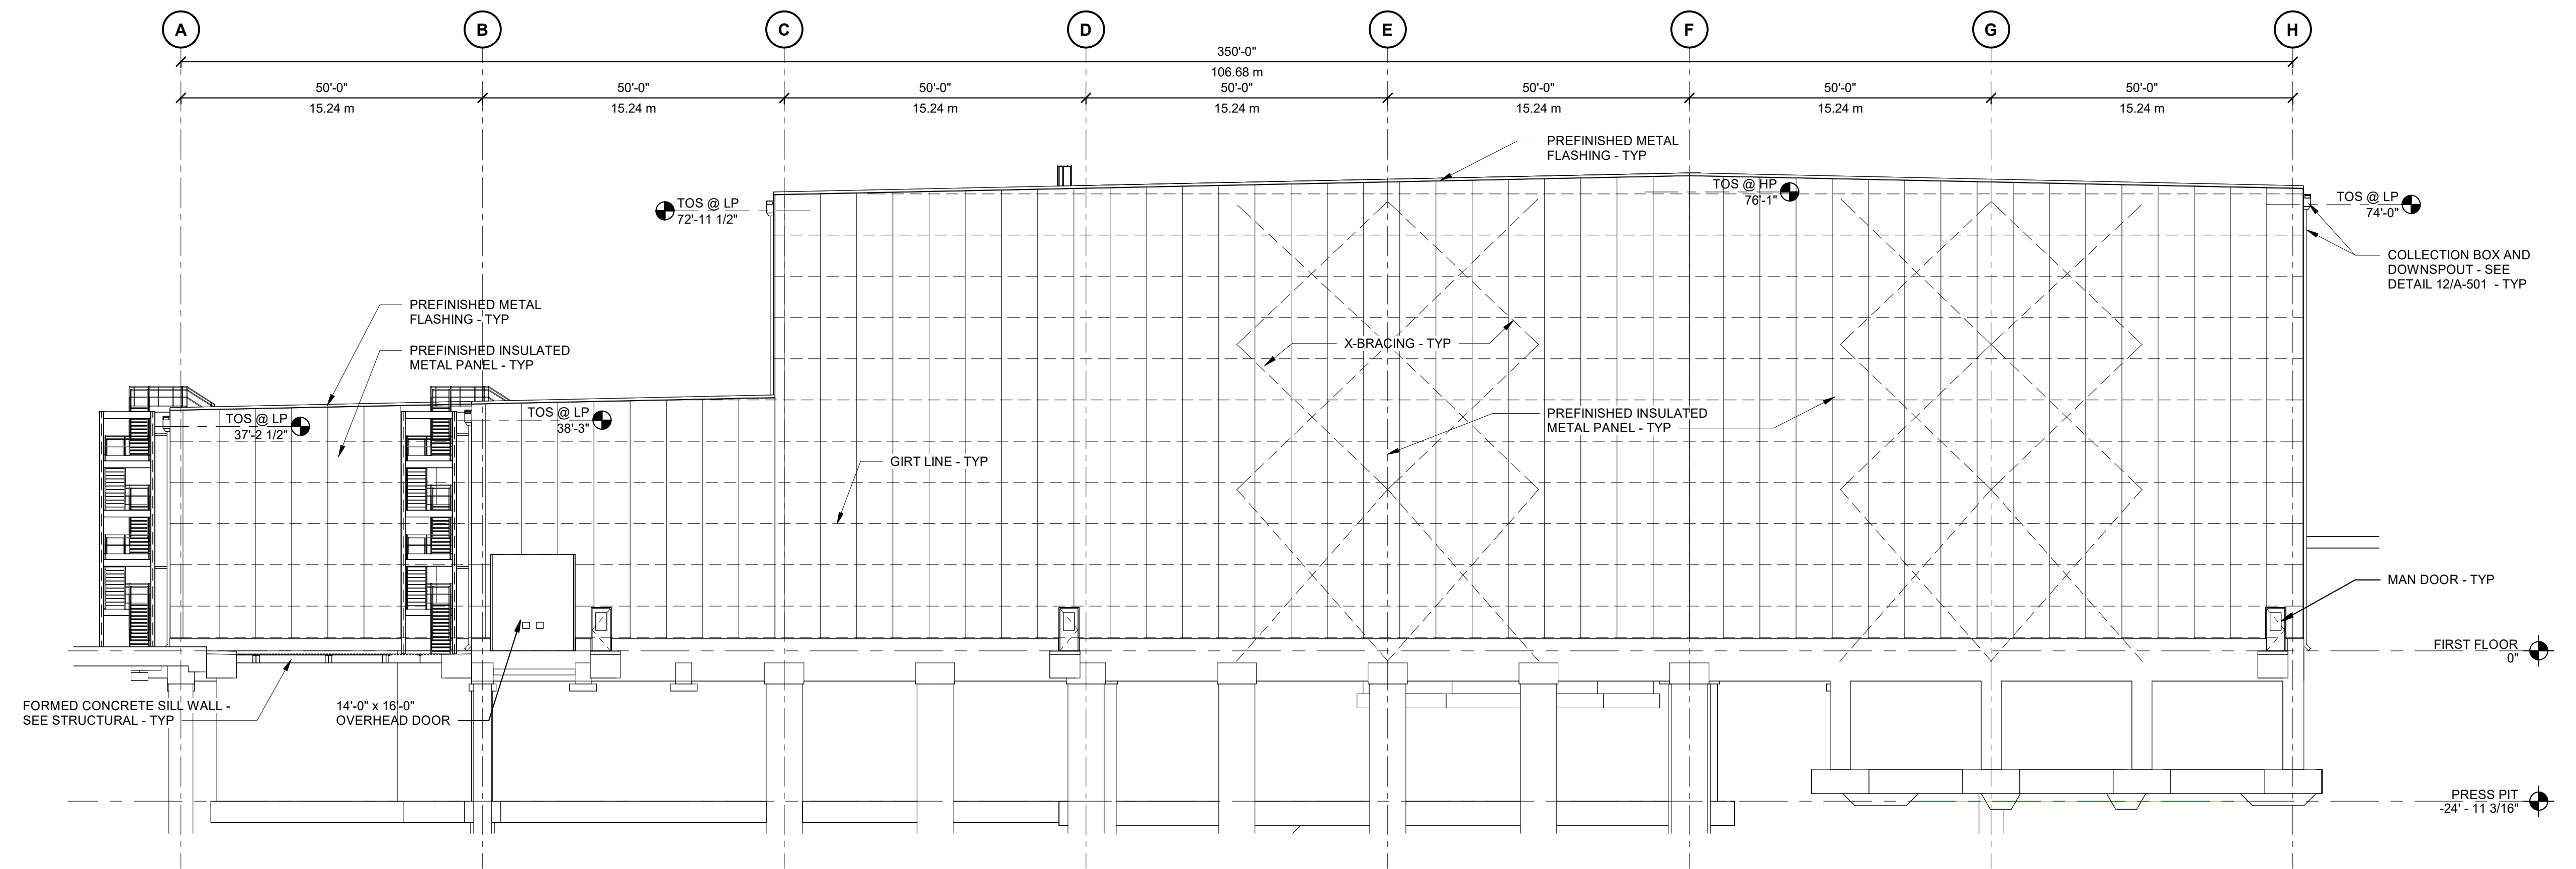 A B C D E F G H
350'-0"
106.68 m
50'-0" 50'-0" 50'-0" 50'-0" 50'-0" 50'-0" 50'-0"
15.24 m 15.24 m 15.24 m 15.24 m 15.24 m 15.24 m 15.24 m
PREFINISHED METAL
FLASHING - TYP
TOS @ HP
76'-1"
TOS @ LP
72'-11 1/2"
TOS @ LP
74'-0"
COLLECTION BOX AND
DOWNSPOUT - SEE
DETAIL 12/A-501 - TYP
PREFINISHED METAL
FLASHING - TYP
PREFINISHED INSULATED
METAL PANEL - TYP
X-BRACING - TYP
TOS @ LP
37'-2 1/2"
TOS @ LP
38'-3"
PREFINISHED INSULATED
METAL PANEL - TYP
GIRT LINE - TYP
MAN DOOR - TYP
FIRST FLOOR
0"
FORMED CONCRETE SILL WALL -
SEE STRUCTURAL - TYP
14'-0" x 16'-0"
OVERHEAD DOOR
PRESS PIT
-24' - 11 3/16"